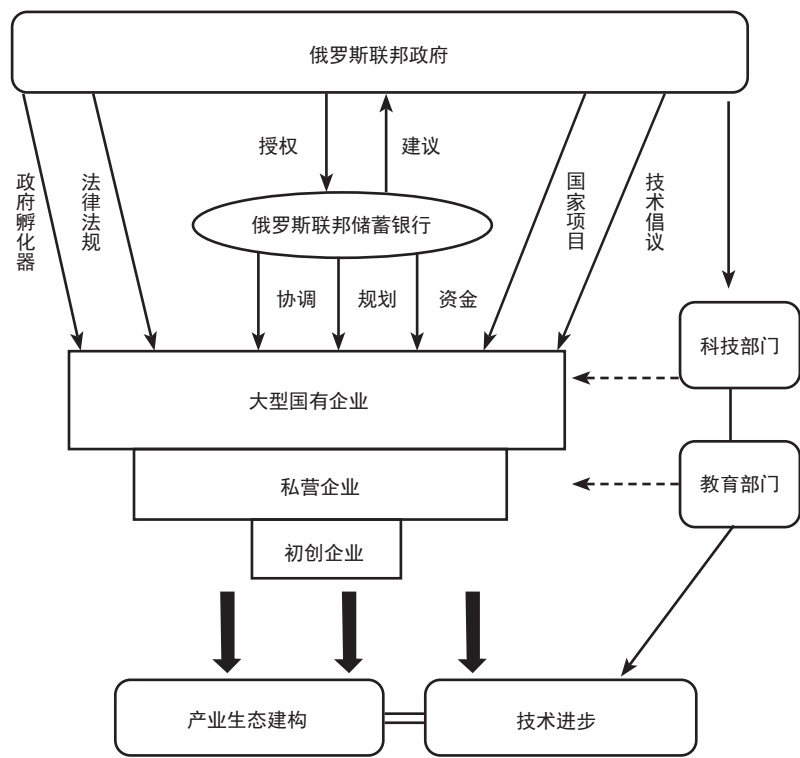 俄罗斯联邦政府
授权
建议
政府孵化器
法律法规
国家项目
技术倡议
俄罗斯联邦储蓄银行
协调
规划
资金
科技部门
大型国有企业
私营企业
教育部门
初创企业
产业生态建构
技术进步